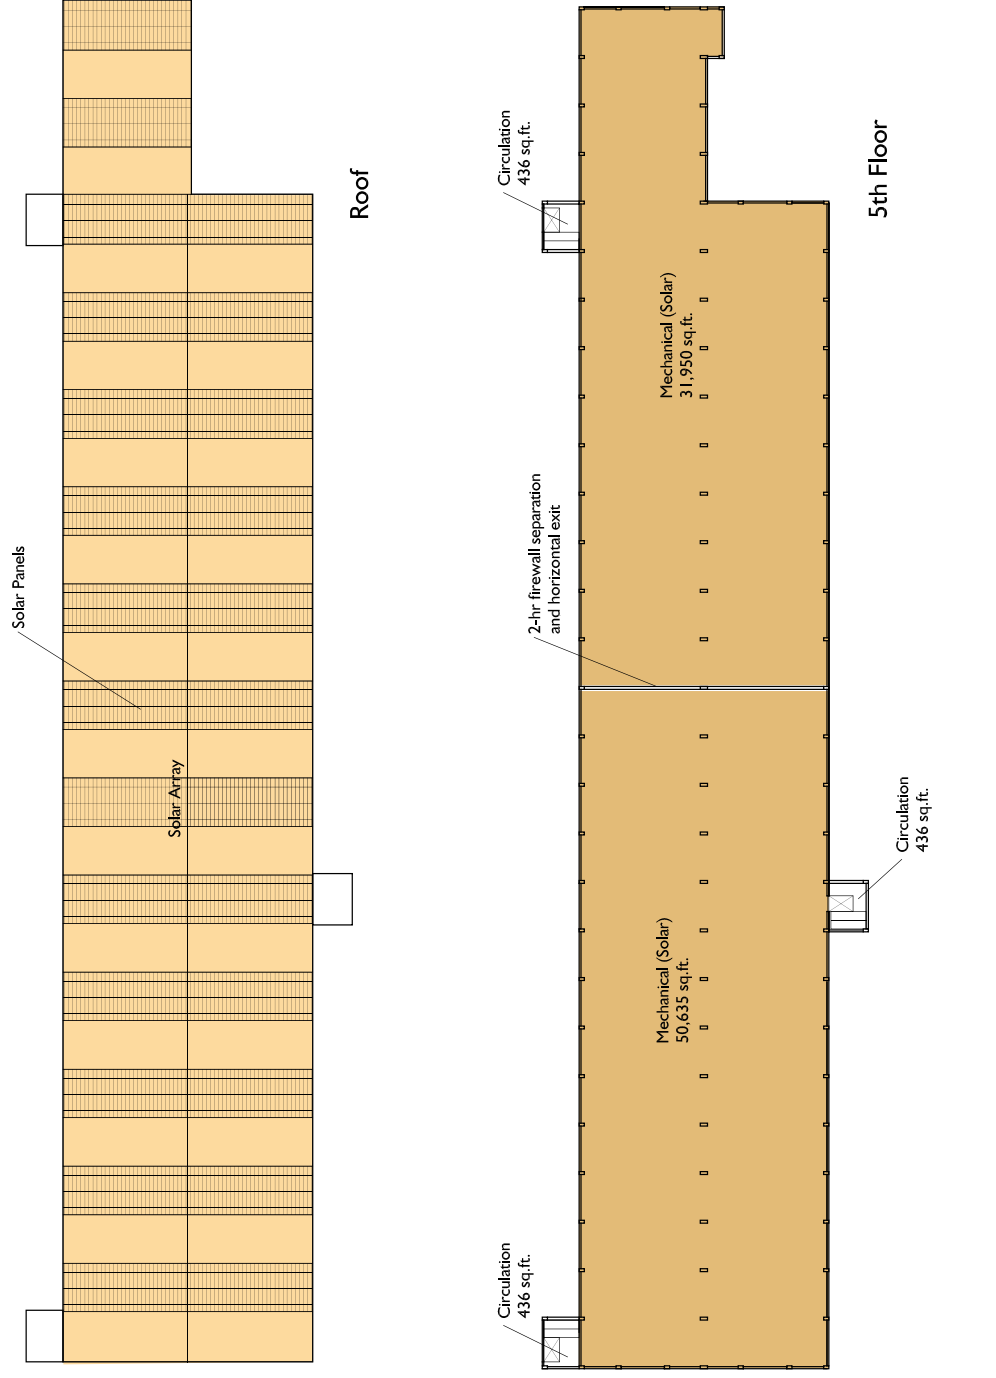 Solar Panels
Solar Array
Roof
Circulation
436 sq.ft.
2-hr firewall separation
and horizontal exit
Circulation
436 sq.ft.
Mechanical (Solar)
31,950 sq.ft.
Mechanical (Solar)
50,635 sq.ft.
Circulation
436 sq.ft.
5th Floor